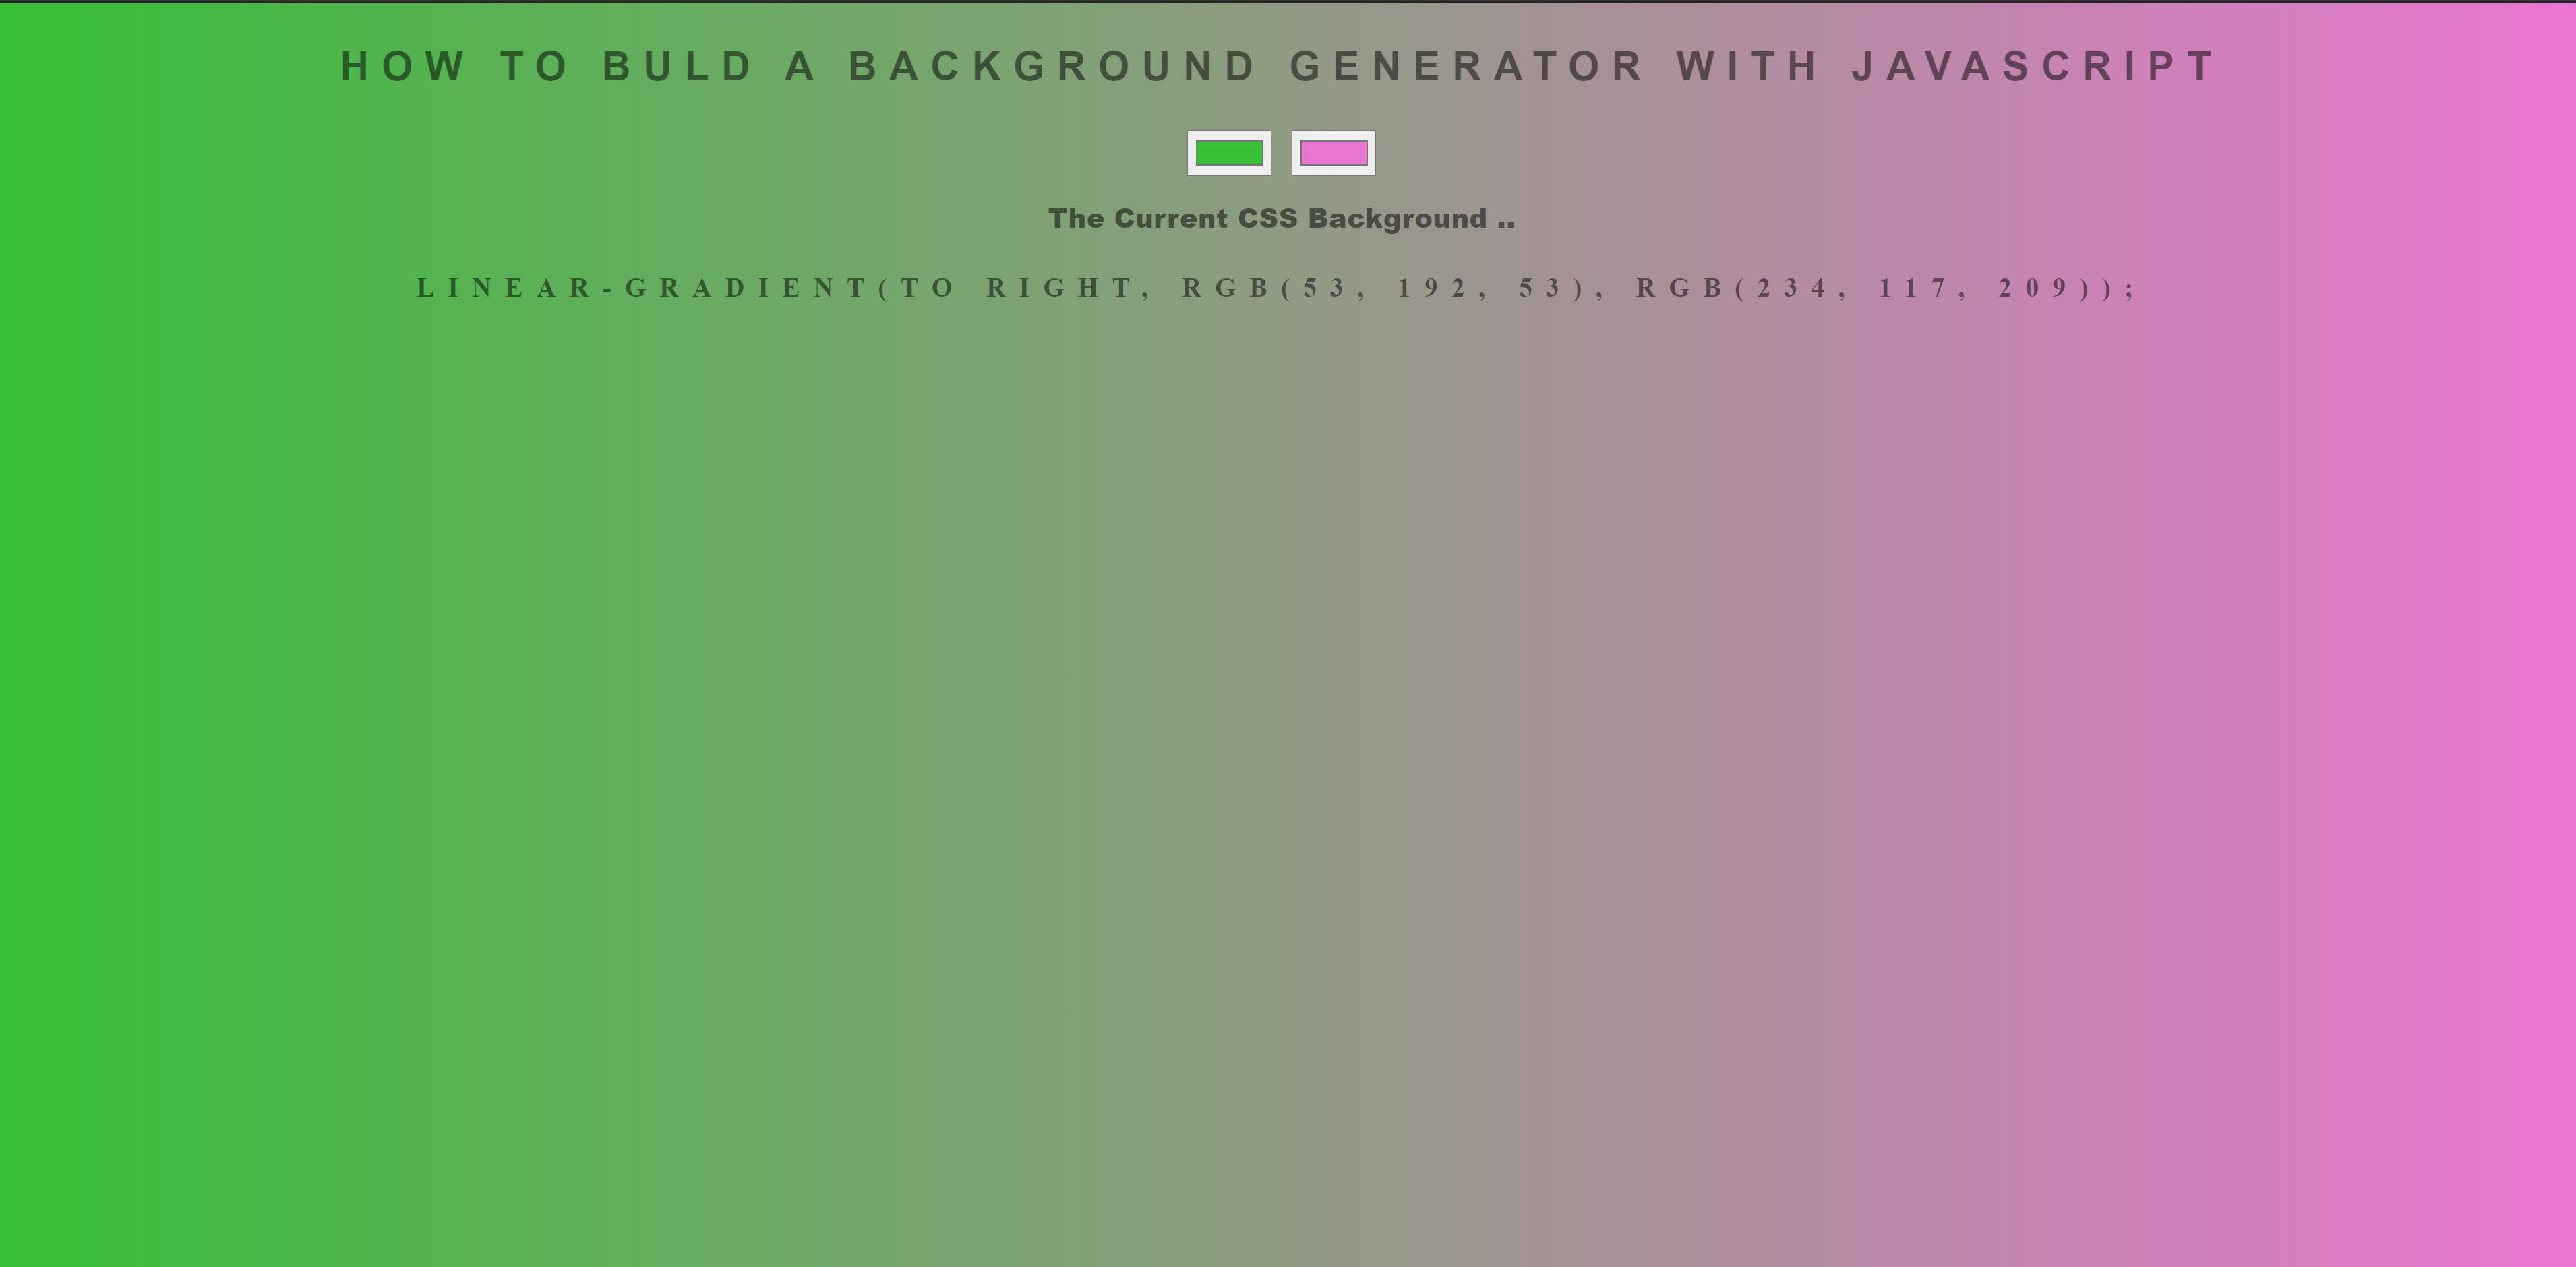 HOW TO BULD A BACKGROUND GENERATOR WITH JAVASCRIPT
The Current CSS Background ..
LINEAR-GRADIENT(TO RIGHT, RGB(53, 192, 53), RGB(234, 117, 209));